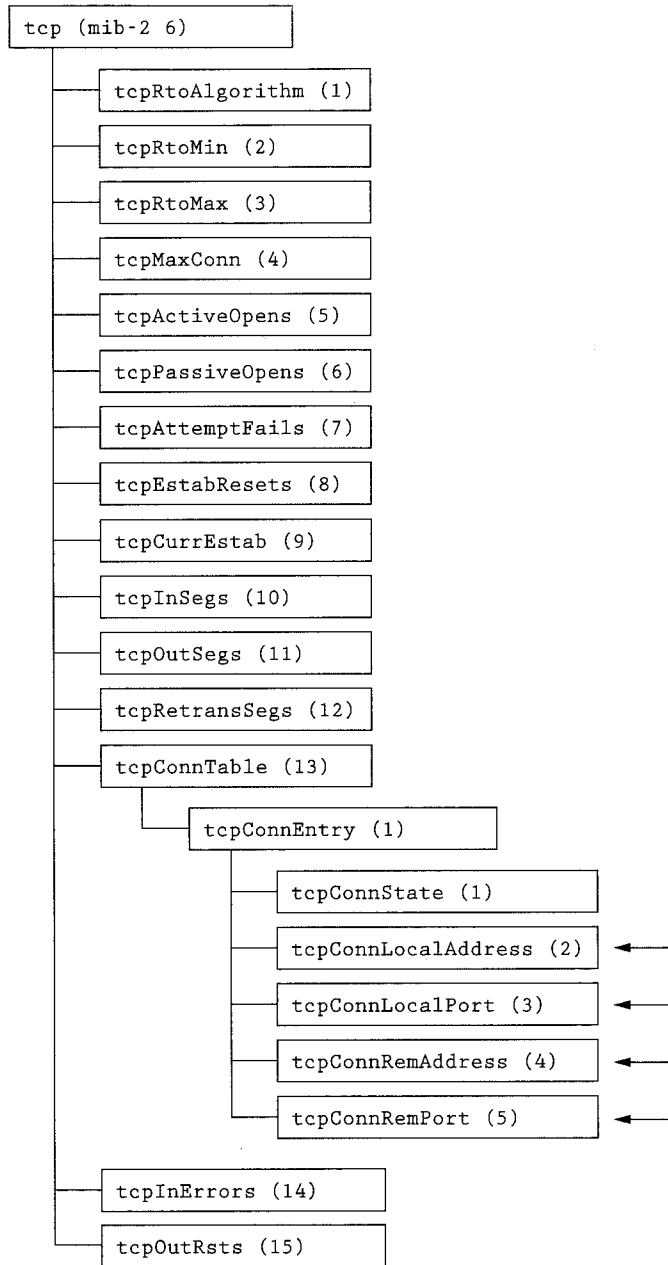 tcp (mib-2 6)
tcpRtoAlgorithm (1)
tcpRtoMin (2)
tcpRtoMax (3)
tcpMaxConn (4)
tcpActiveOpens (5)
tcpPassiveOpens (6)
tcpAttemptFails (7)
tcpEstabResets (8)
tcpCurrEstab (9)
tcpInSegs (10)
tcpOutSegs (11)
tcpRetransSegs (12)
tcpConnTable (13)
tcpConnEntry (1)
tcpConnState (1)
tcpConnLocalAddress (2)
tcpConnLocalPort (3)
tcpConnRemAddress (4)
tcpConnRemPort (5)
tcpInErrors (14)
tcpOutRsts (15)